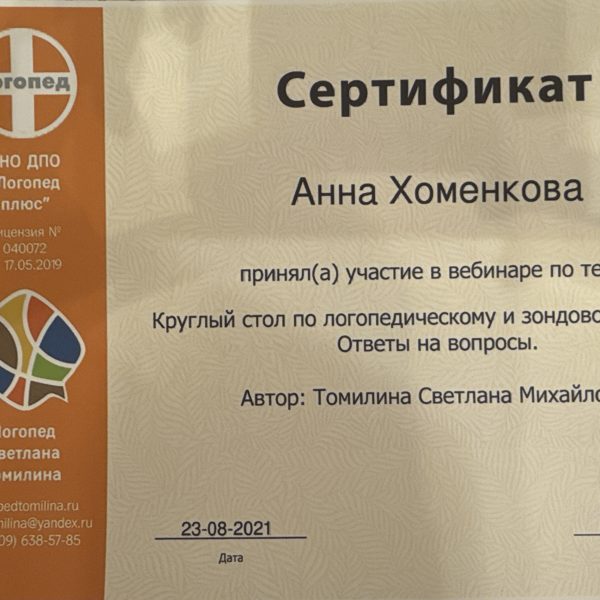 огопед
НО ДПО
Логопед
плюс”
ицензия №
040072
17.05.2019
Логопед
ветлана
омилина
pedtomilina.ru
milina@yandex.ru
09) 638-57-85
Сертификат
Анна Хоменкова
принял(а) участие в вебинаре по те
Круглый стол по логопедическому и зондово
Ответы на вопросы.
Автор: Томилина Светлана Михайло
23-08-2021
Дата